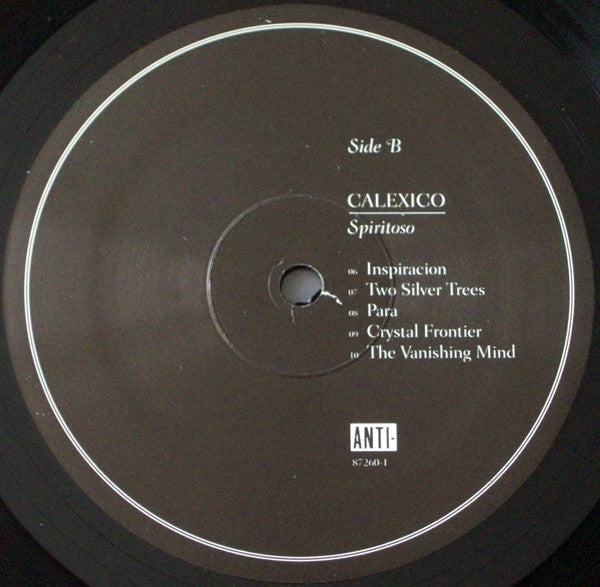 Side B
CALEXICO
Spiritoso
06 Inspiracion
07 Two Silver Trees
08 Para
09 Crystal Frontier
10 The Vanishing Mind
ANTI-
87260-1